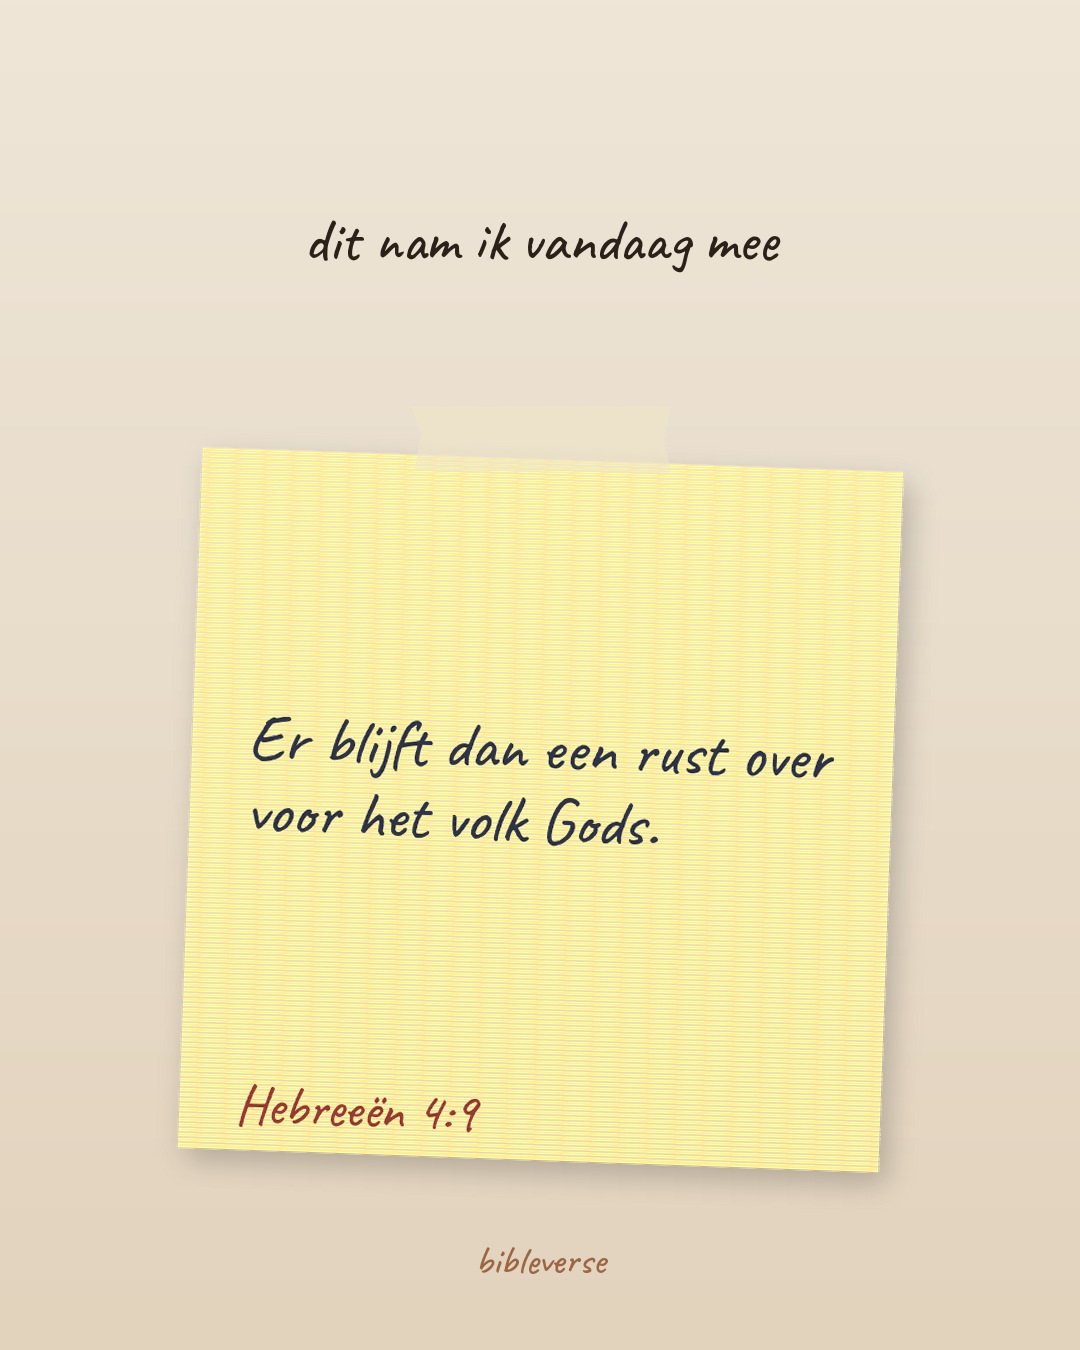 dit nam ik vandaag mee
Er blijft dan een rust over
voor het volk Gods.
Hebreeën 4:9
bibleverse